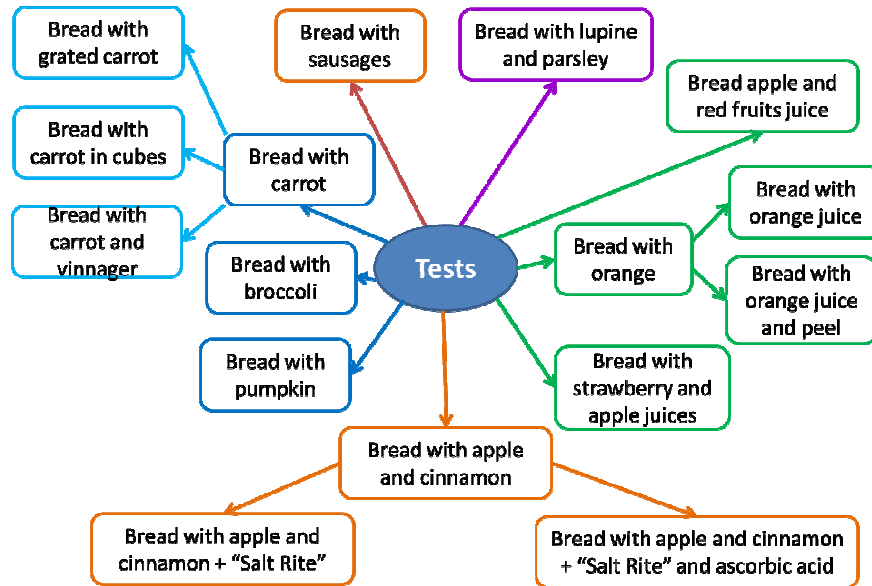 Bread with
grated carrot
Bread with
sausages
Bread with lupine
and parsley
Bread apple and
red fruits juice
Bread with
carrot in cubes
Bread with
carrot
Bread with
orange juice
Bread with
carrot and
vinnager
Tests
Bread with
orange
Bread with
broccoli
Bread with
orange juice
and peel
Bread with
pumpkin
Bread with
strawberry and
apple juices
Bread with apple
and cinnamon
Bread with apple and
cinnamon + “Salt Rite”
Bread with apple and cinnamon
+ “Salt Rite” and ascorbic acid